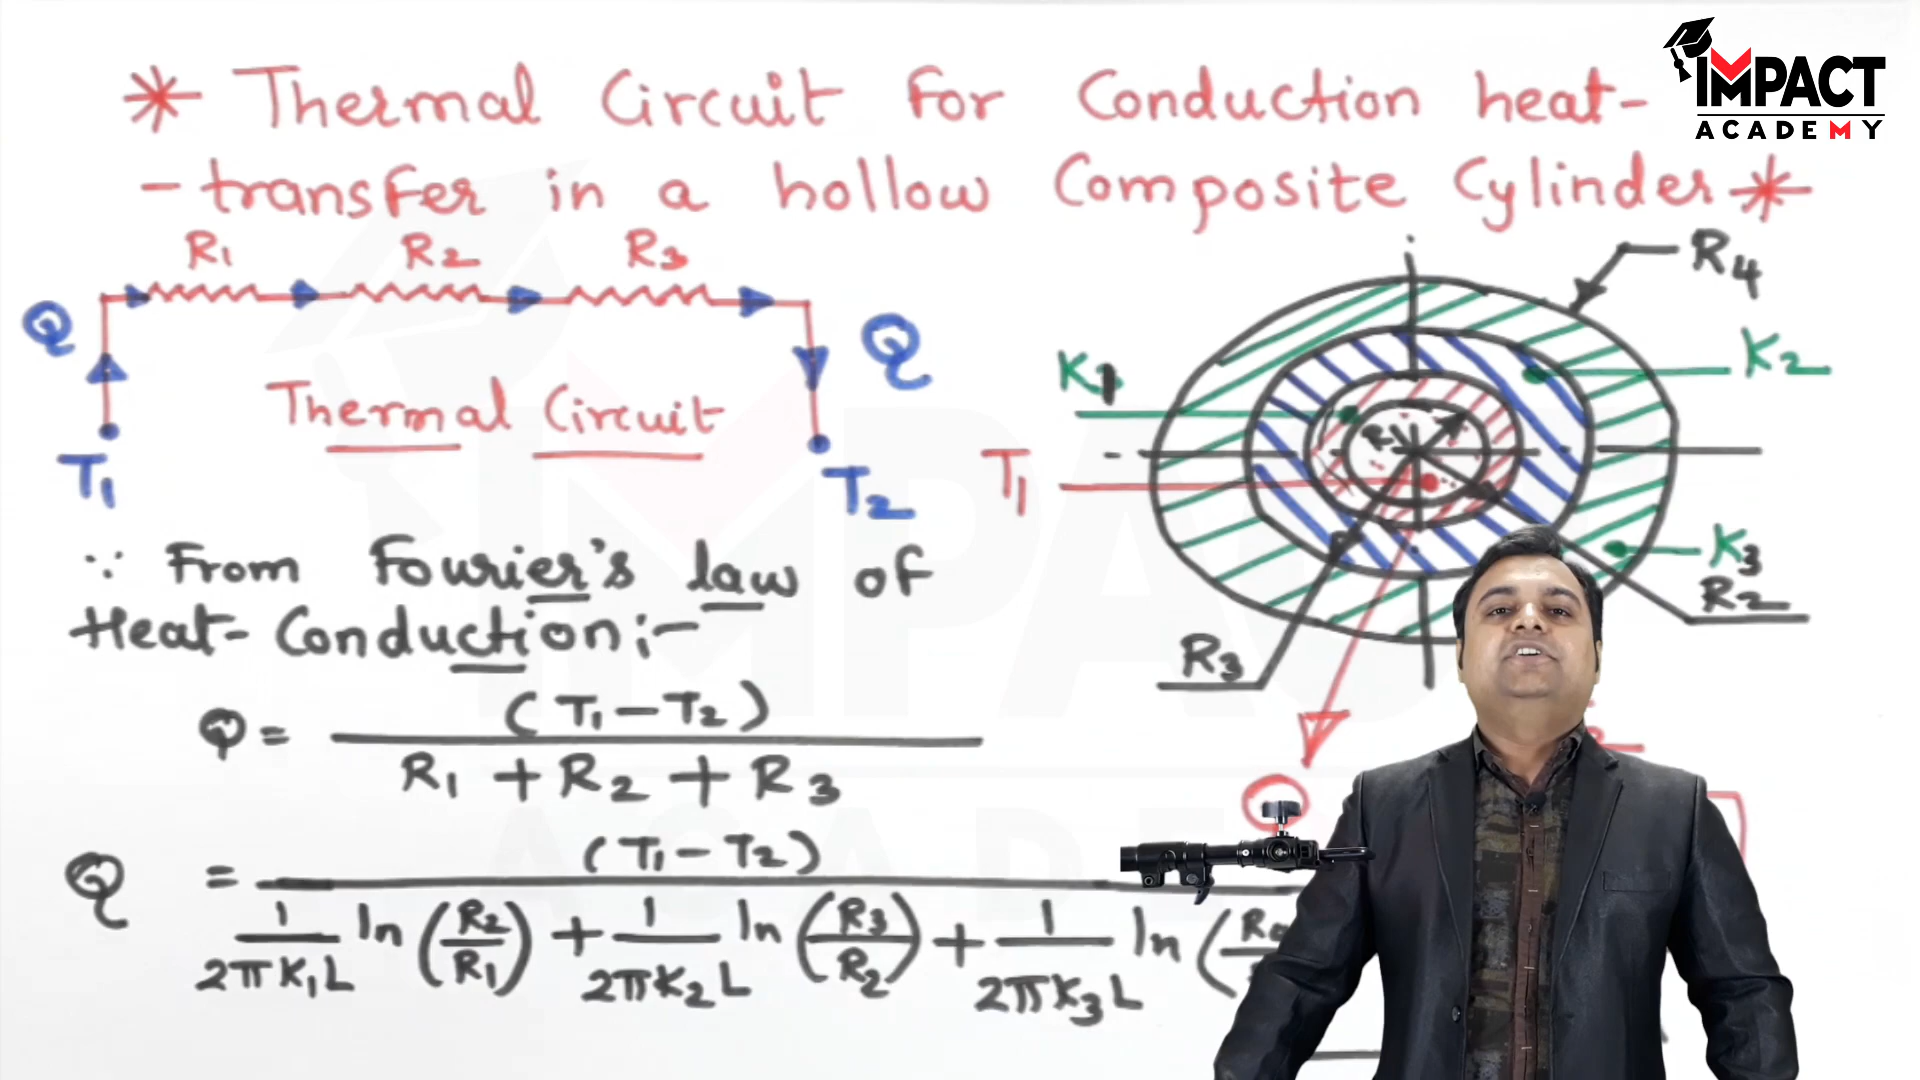 * Thermal Circuit For Conduction heat-
- transfer in a hollow Composite Cylinder *
IMPACT
ACADEMY
R1 R2 R3
Q Q
T1 T2
Thermal Circuit
R4
K1 K2
T1
R1
K3
R2
R3
∵ From Fourier's law of
Heat- Conduction:-
Q = (T1 - T2)
R1 + R2 + R3
Q = (T1 - T2)
1/2πK1L ln (R2/R1) + 1/2πK2L ln (R3/R2) + 1/2πK3L ln (